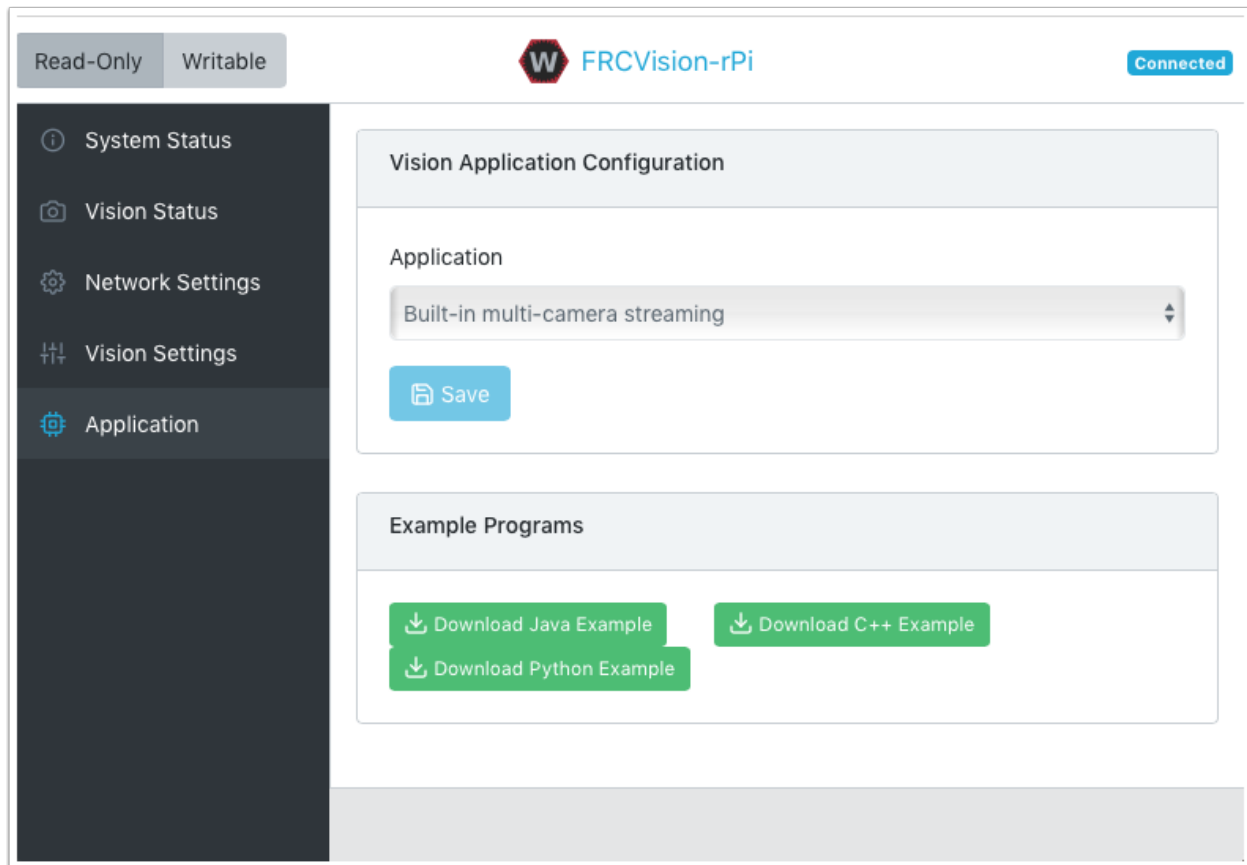 Read-Only Writable W FRCVision-rPi Connected
System Status
Vision Status
Network Settings
Vision Settings
Application
Vision Application Configuration
Application
Built-in multi-camera streaming
Save
Example Programs
Download Java Example Download C++ Example
Download Python Example